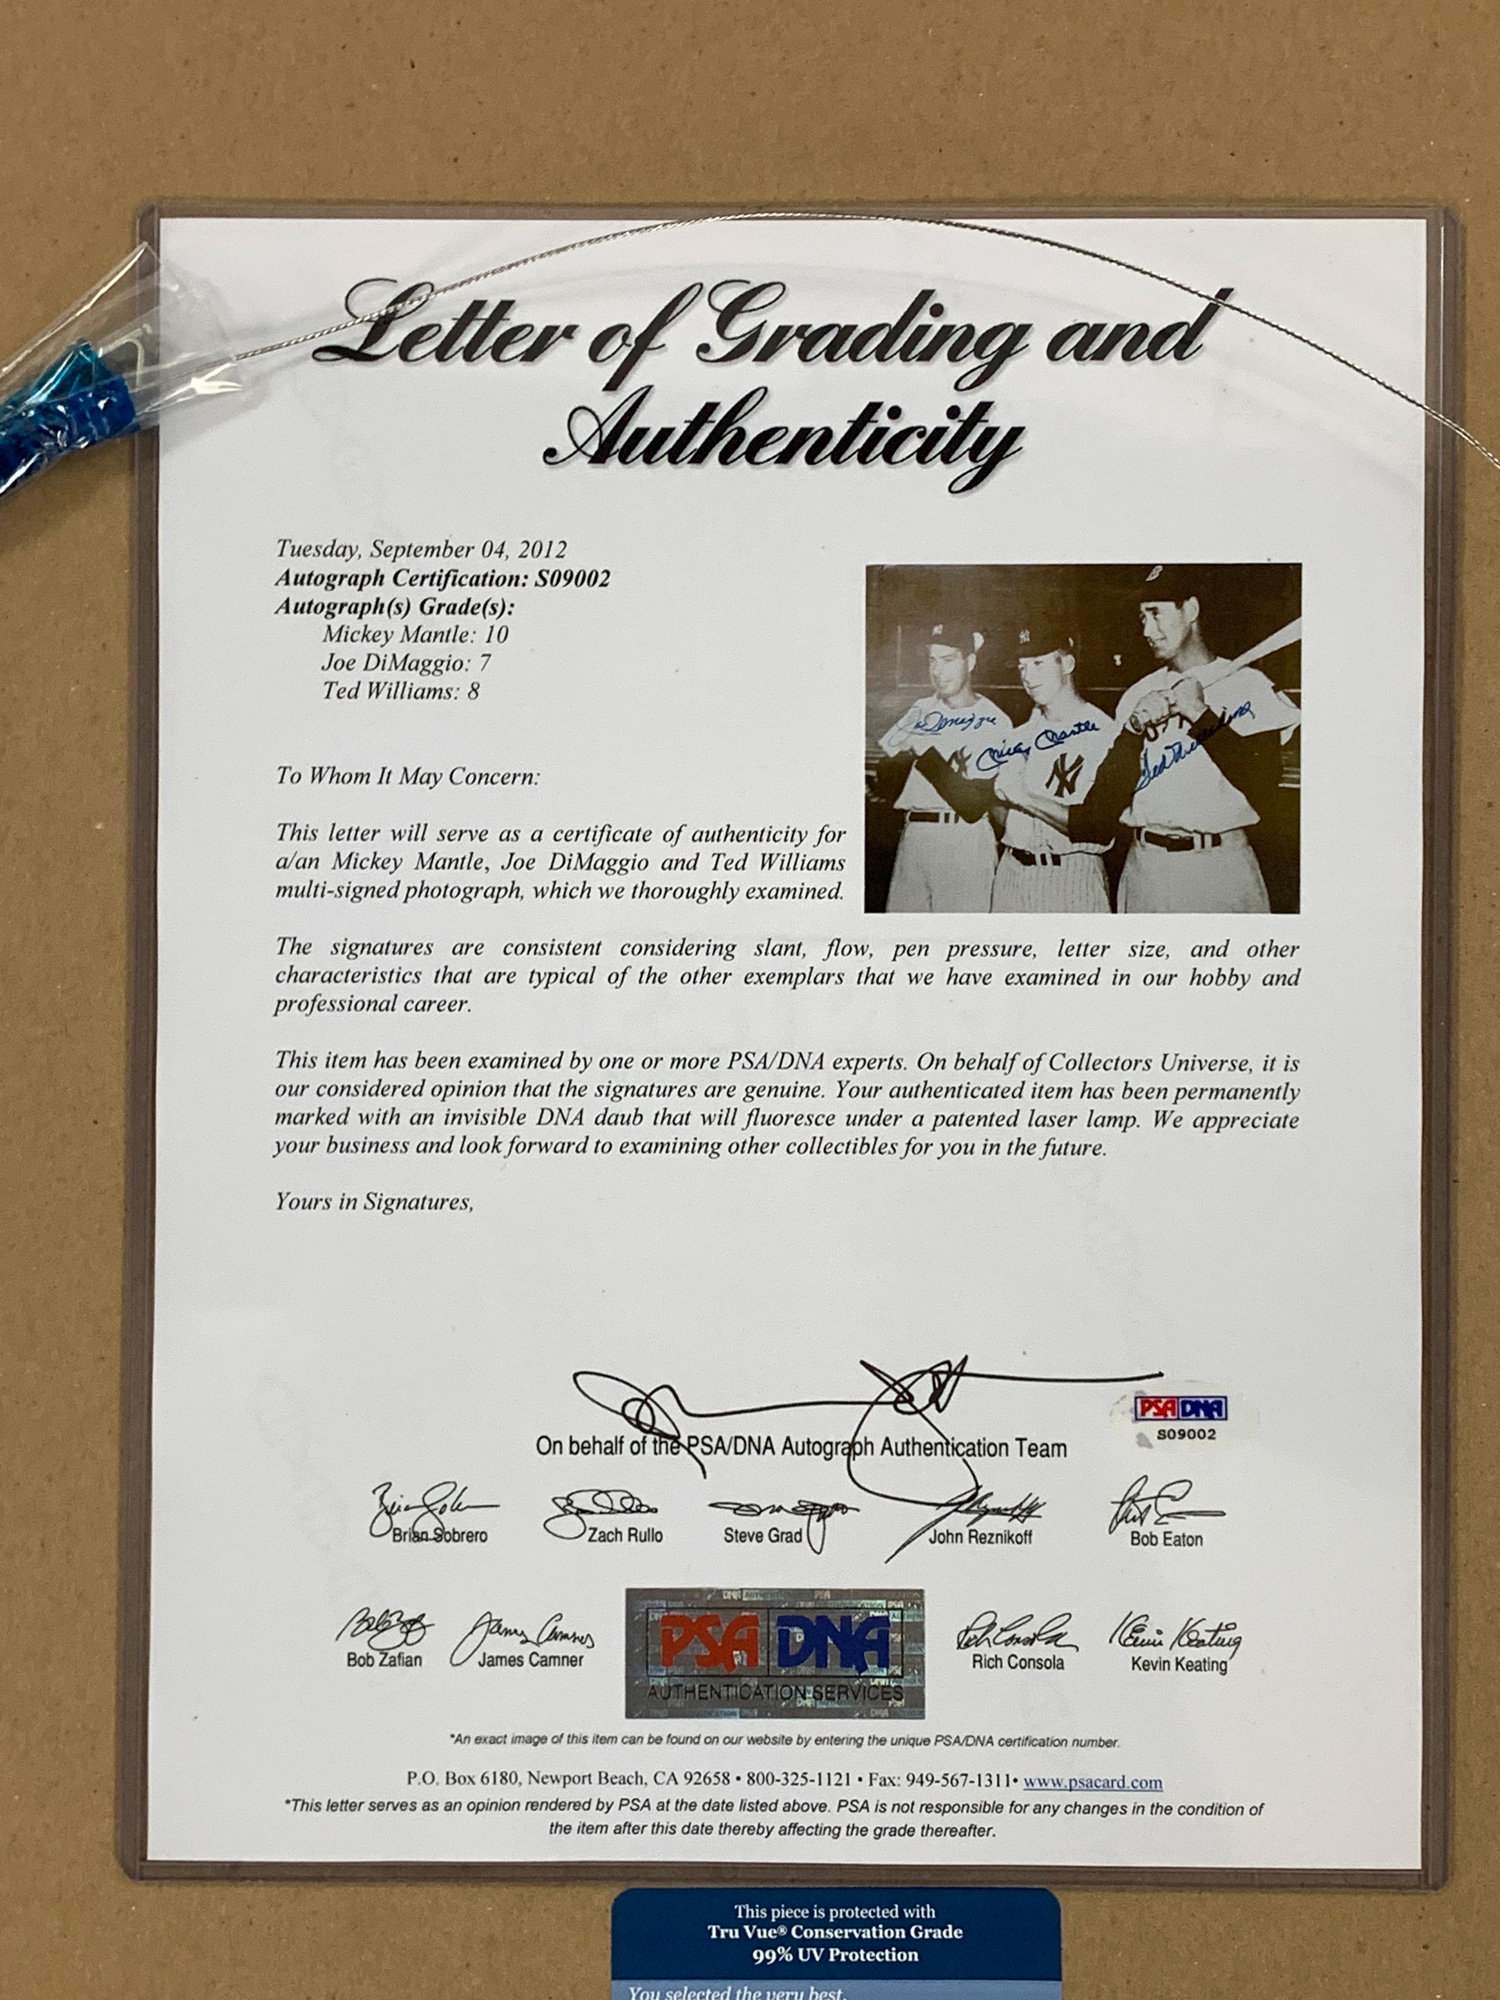 Letter of Grading and
Authenticity
Tuesday, September 04, 2012
Autograph Certification: S09002
Autograph(s) Grade(s):
Mickey Mantle: 10
Joe DiMaggio: 7
Ted Williams: 8
To Whom It May Concern:
This letter will serve as a certificate of authenticity for
a/an Mickey Mantle, Joe DiMaggio and Ted Williams
multi-signed photograph, which we thoroughly examined.
B
NY
NY
Joe DiMaggio
Mickey Mantle
Ted Williams
NY
The signatures are consistent considering slant, flow, pen pressure, letter size, and other
characteristics that are typical of the other exemplars that we have examined in our hobby and
professional career.
This item has been examined by one or more PSA/DNA experts. On behalf of Collectors Universe, it is
our considered opinion that the signatures are genuine. Your authenticated item has been permanently
marked with an invisible DNA daub that will fluoresce under a patented laser lamp. We appreciate
your business and look forward to examining other collectibles for you in the future.
Yours in Signatures,
PSA DNA
S09002
On behalf of the PSA/DNA Autograph Authentication Team
Brian Sobrero Zach Rullo Steve Grad John Reznikoff Bob Eaton
Bob Zafian James Camner Rich Consola Kevin Keating
PSA DNA
AUTHENTICATION SERVICES
*An exact image of this item can be found on our website by entering the unique PSA/DNA certification number.
P.O. Box 6180, Newport Beach, CA 92658 • 800-325-1121 • Fax: 949-567-1311• www.psacard.com
*This letter serves as an opinion rendered by PSA at the date listed above. PSA is not responsible for any changes in the condition of
the item after this date thereby affecting the grade thereafter.
This piece is protected with
Tru Vue® Conservation Grade
99% UV Protection
You selected the very best.